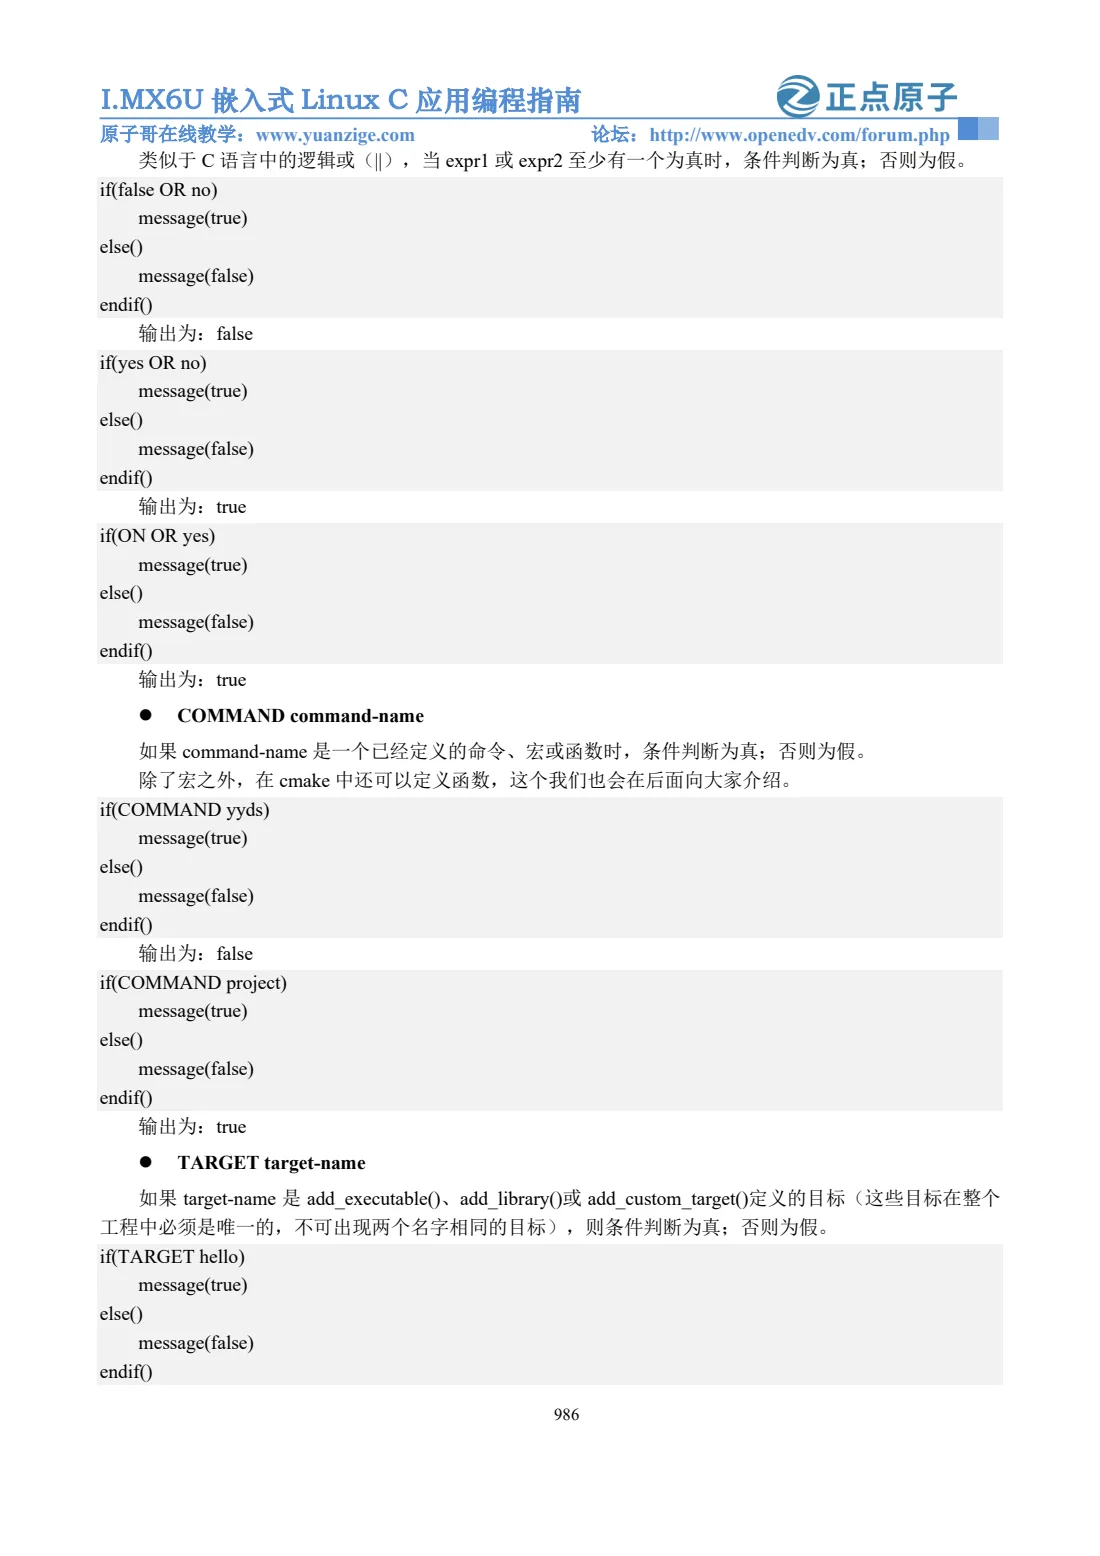 I.MX6U 嵌入式 Linux C 应用编程指南
正点原子
原子哥在线教学：www.yuanzige.com 论坛：http://www.openedv.com/forum.php
类似于 C 语言中的逻辑或（||），当 expr1 或 expr2 至少有一个为真时，条件判断为真；否则为假。
if(false OR no)
message(true)
else()
message(false)
endif()
输出为：false
if(yes OR no)
message(true)
else()
message(false)
endif()
输出为：true
if(ON OR yes)
message(true)
else()
message(false)
endif()
输出为：true
● COMMAND command-name
如果 command-name 是一个已经定义的命令、宏或函数时，条件判断为真；否则为假。
除了宏之外，在 cmake 中还可以定义函数，这个我们也会在后面向大家介绍。
if(COMMAND yyds)
message(true)
else()
message(false)
endif()
输出为：false
if(COMMAND project)
message(true)
else()
message(false)
endif()
输出为：true
● TARGET target-name
如果 target-name 是 add_executable()、add_library()或 add_custom_target()定义的目标（这些目标在整个
工程中必须是唯一的，不可出现两个名字相同的目标），则条件判断为真；否则为假。
if(TARGET hello)
message(true)
else()
message(false)
endif()
986